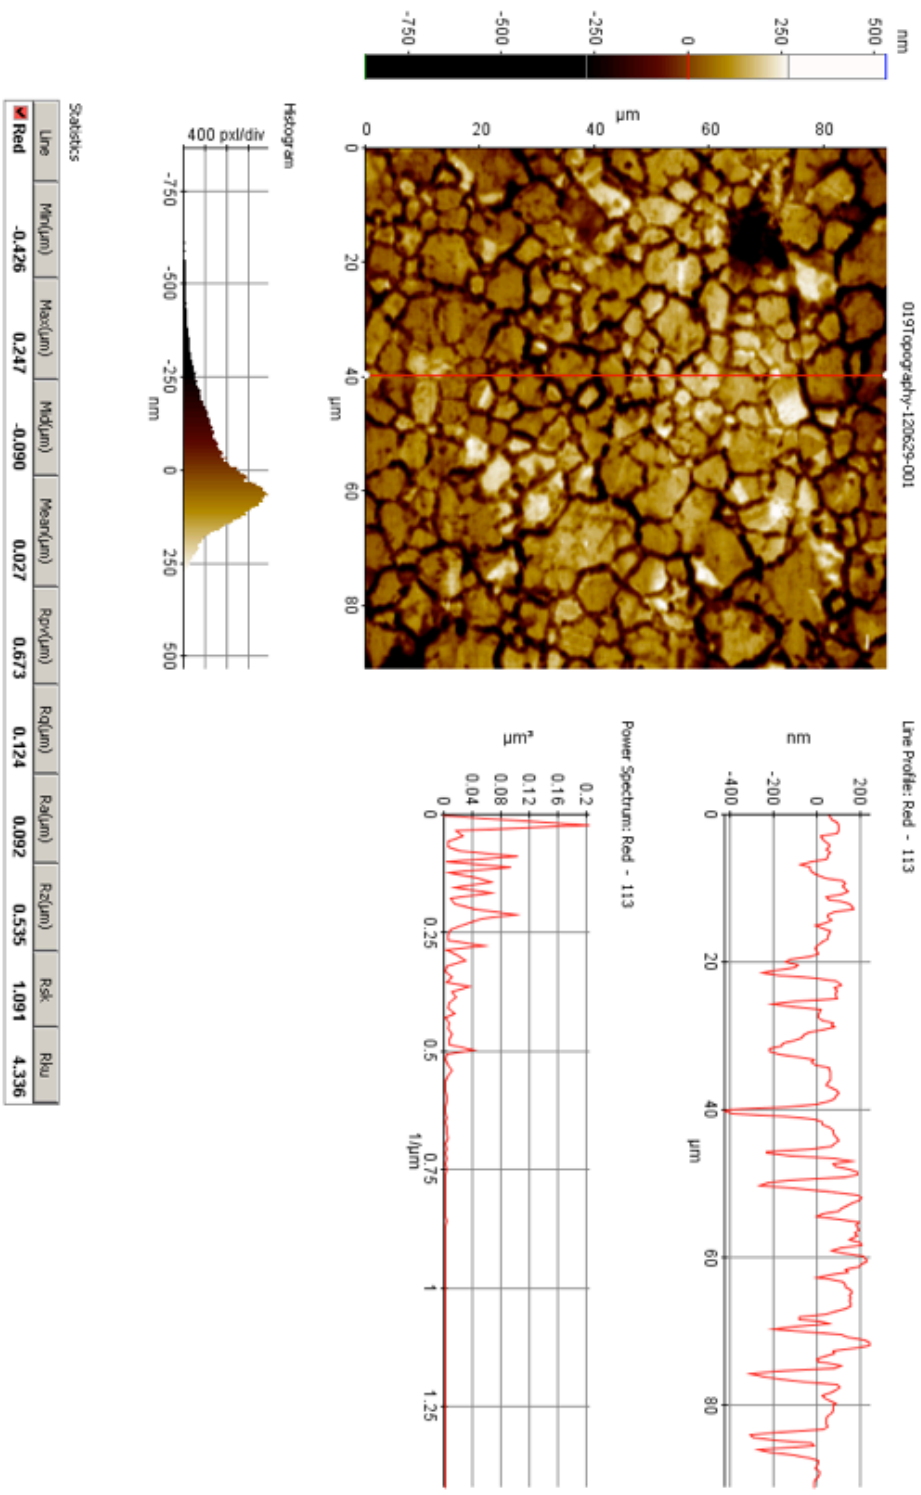 019Topography-120629-001
nm
500
250
0
-250
-500
-750
µm
0
20
40
60
80
0
20
40
60
80
µm
Line Profile: Red - 113
nm
200
0
-200
-400
0
20
40
60
80
µm
Histogram
400 pxl/div
-750
-500
-250
0
250
500
nm
Power Spectrum: Red - 113
0.2
0.16
0.12
0.08
0.04
0
0
0.25
0.5
0.75
1
1.25
1/µm
Statistics
Line Min(µm) Max(µm) Mid(µm) Mean(µm) Rpv(µm) Rq(µm) Ra(µm) Rz(µm) Rsk Rku
Red -0.426 0.247 -0.090 0.027 0.673 0.124 0.092 0.535 1.091 4.336